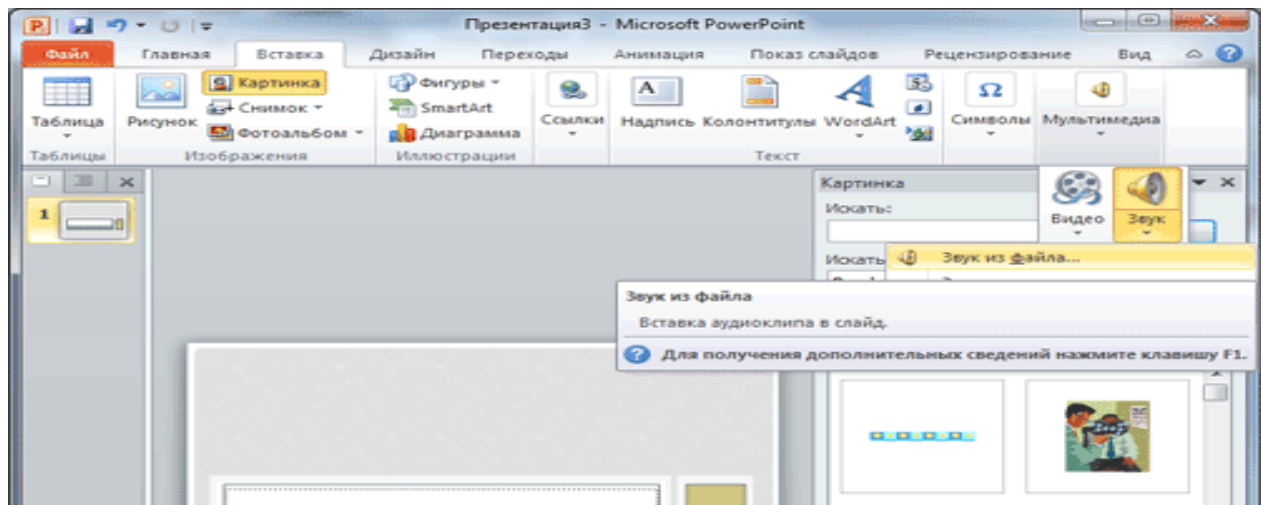 Презентация3 - Microsoft PowerPoint
Файл Главная Вставка Дизайн Переходы Анимация Показ слайдов Рецензирование Вид
Таблица
Рисунок
Картинка
Снимок
Фотоальбом
Фигуры
SmartArt
Диаграмма
Ссылки
Надпись
Колонтитулы
WordArt
Символы
Мультимедиа
Таблицы Изображения Иллюстрации Текст
1
Картинка
Искать:
Видео Звук
Искать
Звук из файла...
Звук из файла
Вставка аудиоклипа в слайд.
Для получения дополнительных сведений нажмите клавишу F1.